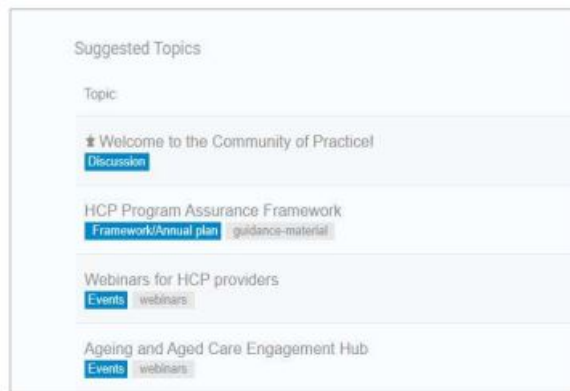 Suggested Topics
Topic
Welcome to the Community of Practice!
Discussion
HCP Program Assurance Framework
Framework/Annual plan guidance-material
Webinars for HCP providers
Events webinars
Ageing and Aged Care Engagement Hub
Events webinars